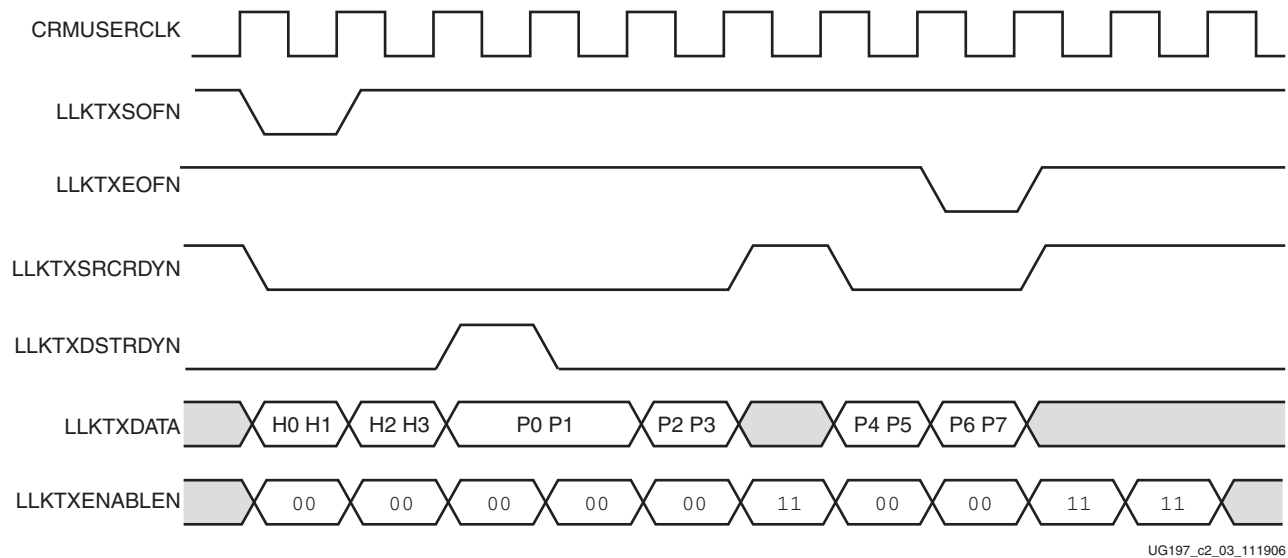 CRMUSERCLK
LLKTXSOFN
LLKTXEOFN
LLKTXSRCRDYN
LLKTXDSTRDYN
LLKTXDATA H0 H1 H2 H3 P0 P1 P2 P3 P4 P5 P6 P7
LLKTXENABLEN 00 00 00 00 00 11 00 00 11 11
UG197_c2_03_111906